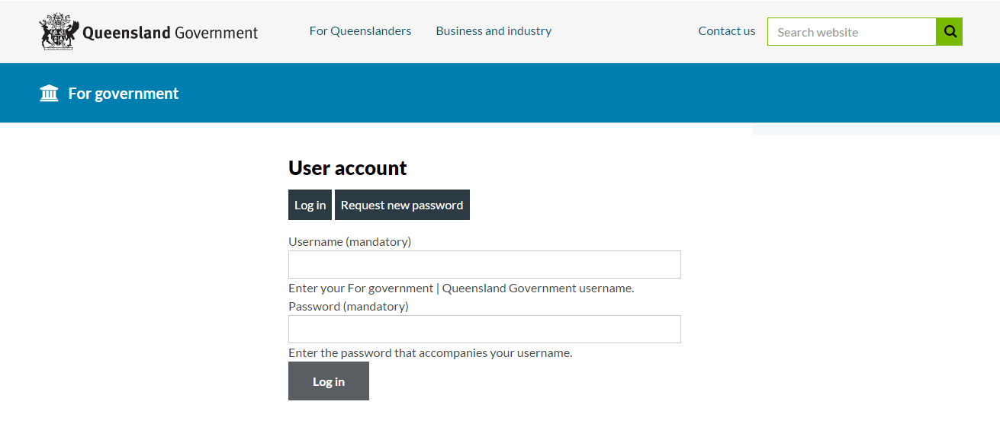 Queensland Government
For Queenslanders
Business and industry
Contact us
Search website
For government
User account
Log in
Request new password
Username (mandatory)
Enter your For government | Queensland Government username.
Password (mandatory)
Enter the password that accompanies your username.
Log in